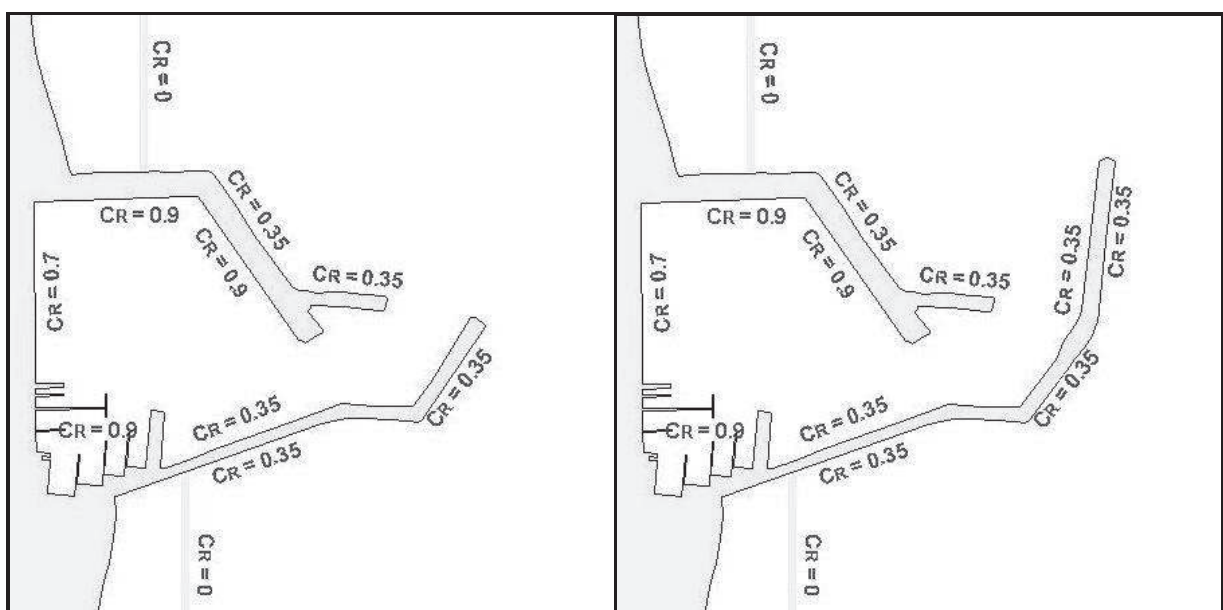 CR = 0
CR = 0.35
CR = 0.9
CR = 0.9
CR = 0.35
CR = 0.7
CR = 0.35
CR = 0.35
CR = 0.9
CR = 0.35
CR = 0
CR = 0
CR = 0.35
CR = 0.9
CR = 0.9
CR = 0.35
CR = 0.35
CR = 0.35
CR = 0.7
CR = 0.35
CR = 0.35
CR = 0.9
CR = 0.35
CR = 0